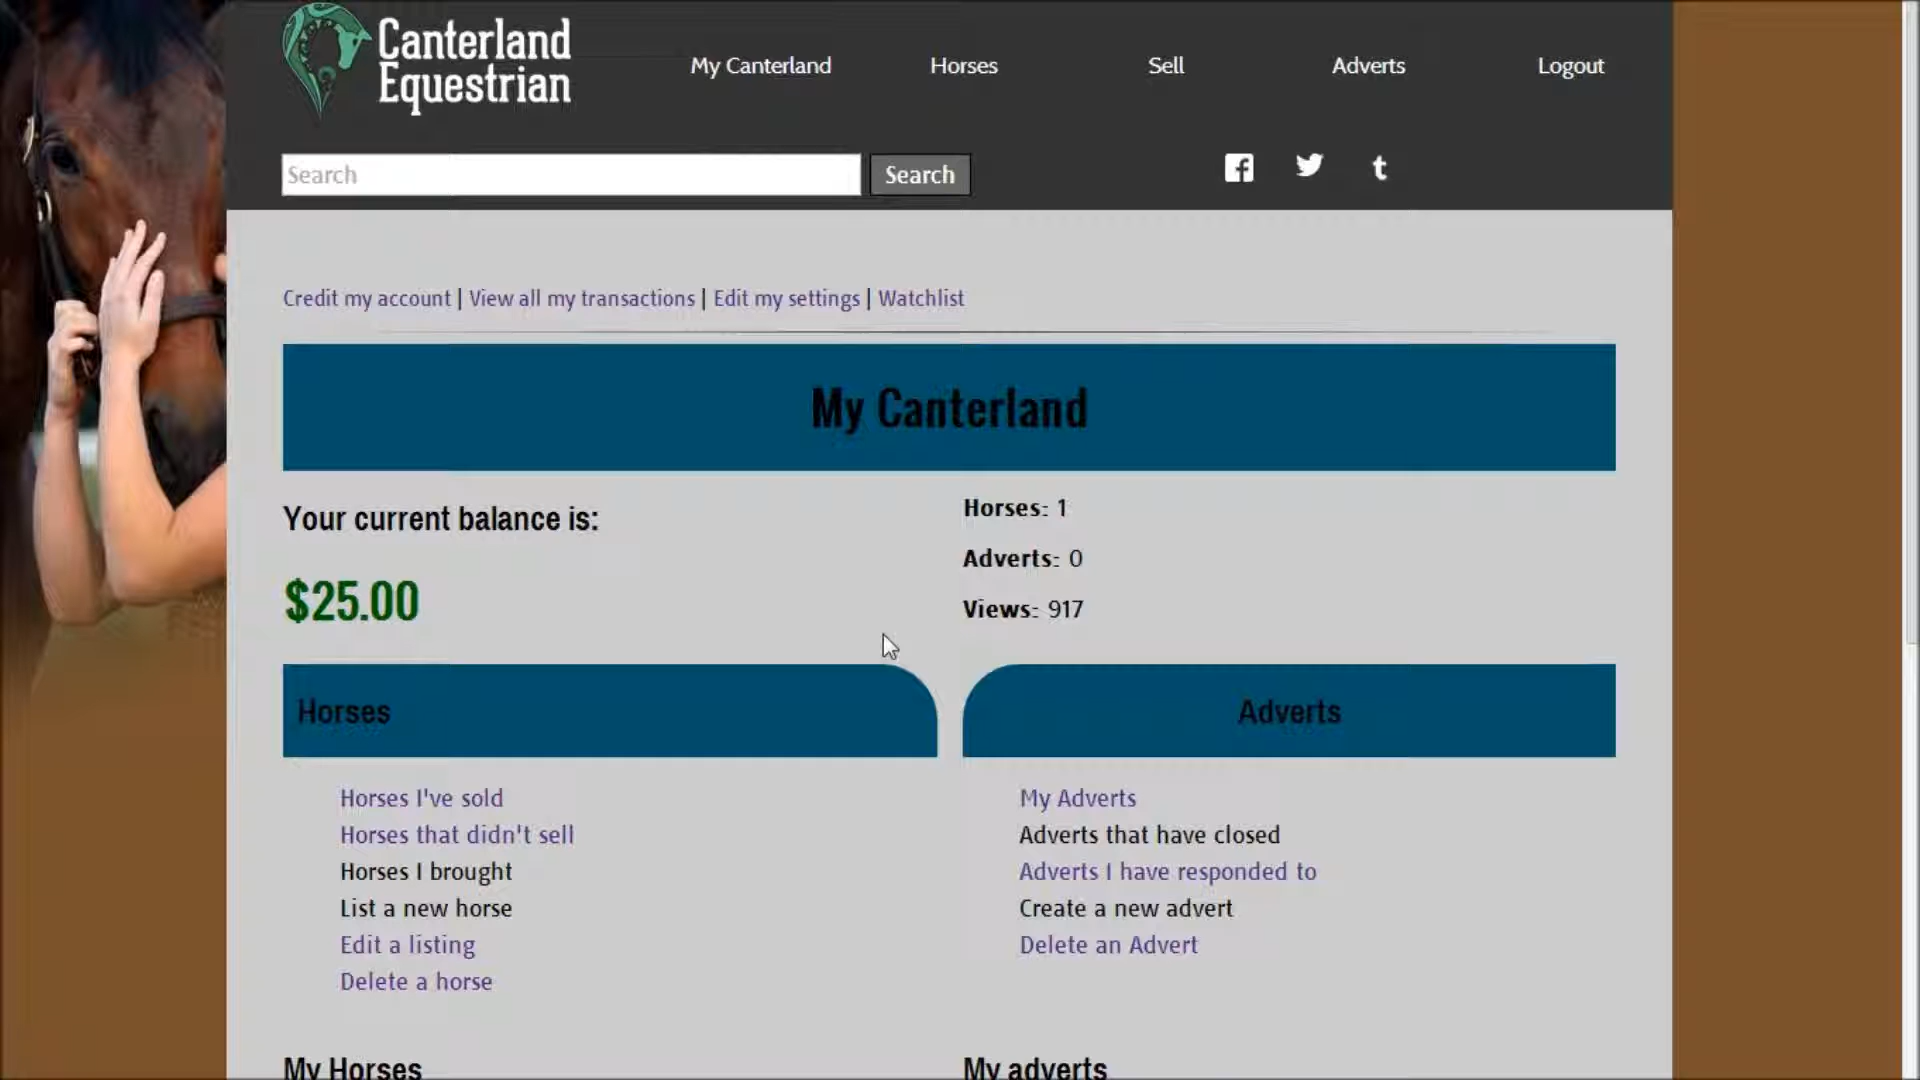 Canterland
Equestrian
My Canterland Horses Sell Adverts Logout
Search Search
Credit my account | View all my transactions | Edit my settings | Watchlist
My Canterland
Your current balance is:
$25.00
Horses: 1
Adverts: 0
Views: 917
Horses
Horses I've sold
Horses that didn't sell
Horses I brought
List a new horse
Edit a listing
Delete a horse
Adverts
My Adverts
Adverts that have closed
Adverts I have responded to
Create a new advert
Delete an Advert
My Horses
My adverts